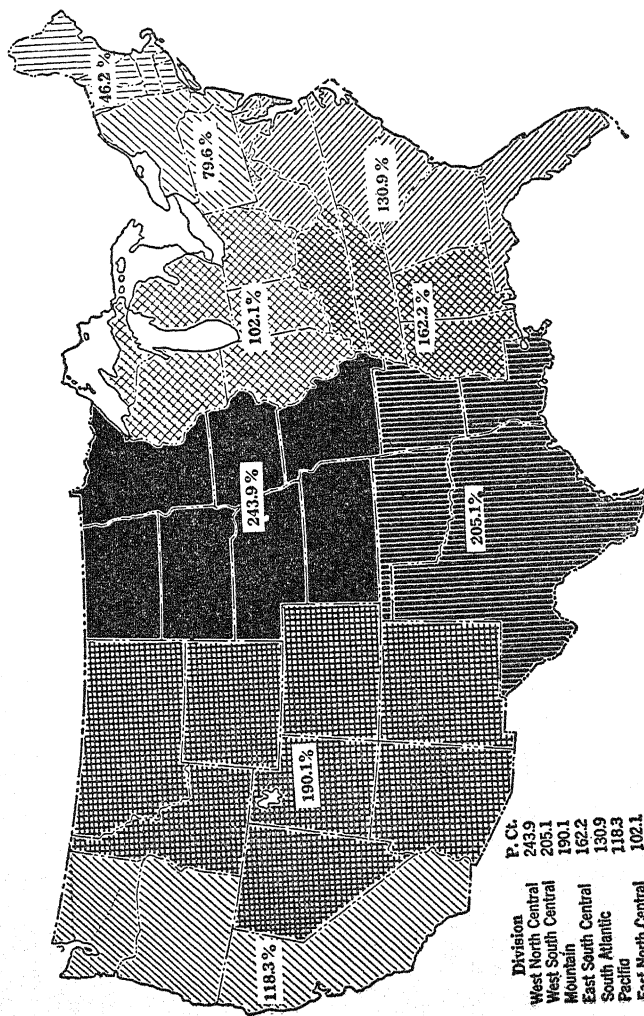 46.2 %
79.6 %
130.9 %
102.1 %
162.2 %
243.9 %
205.1%
190.1%
118.3 %
Division P. Ct.
West North Central 243.9
West South Central 205.1
Mountain 190.1
East South Central 162.2
South Atlantic 130.9
Pacific 118.3
East North Central 102.1